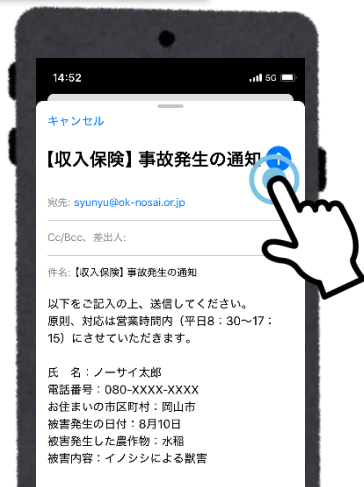 14:52
5G
キャンセル
【収入保険】事故発生の通知
宛先: syunyu@ok-nosai.or.jp
Cc/Bcc、差出人:
件名: 【収入保険】事故発生の通知
以下をご記入の上、送信してください。
原則、対応は営業時間内（平日8：30〜17：
15）にさせていただきます。
氏　名：ノーサイ太郎
電話番号：080-XXXX-XXXX
お住まいの市区町村：岡山市
被害発生の日付：8月10日
被害発生した農作物：水稲
被害内容：イノシシによる獣害